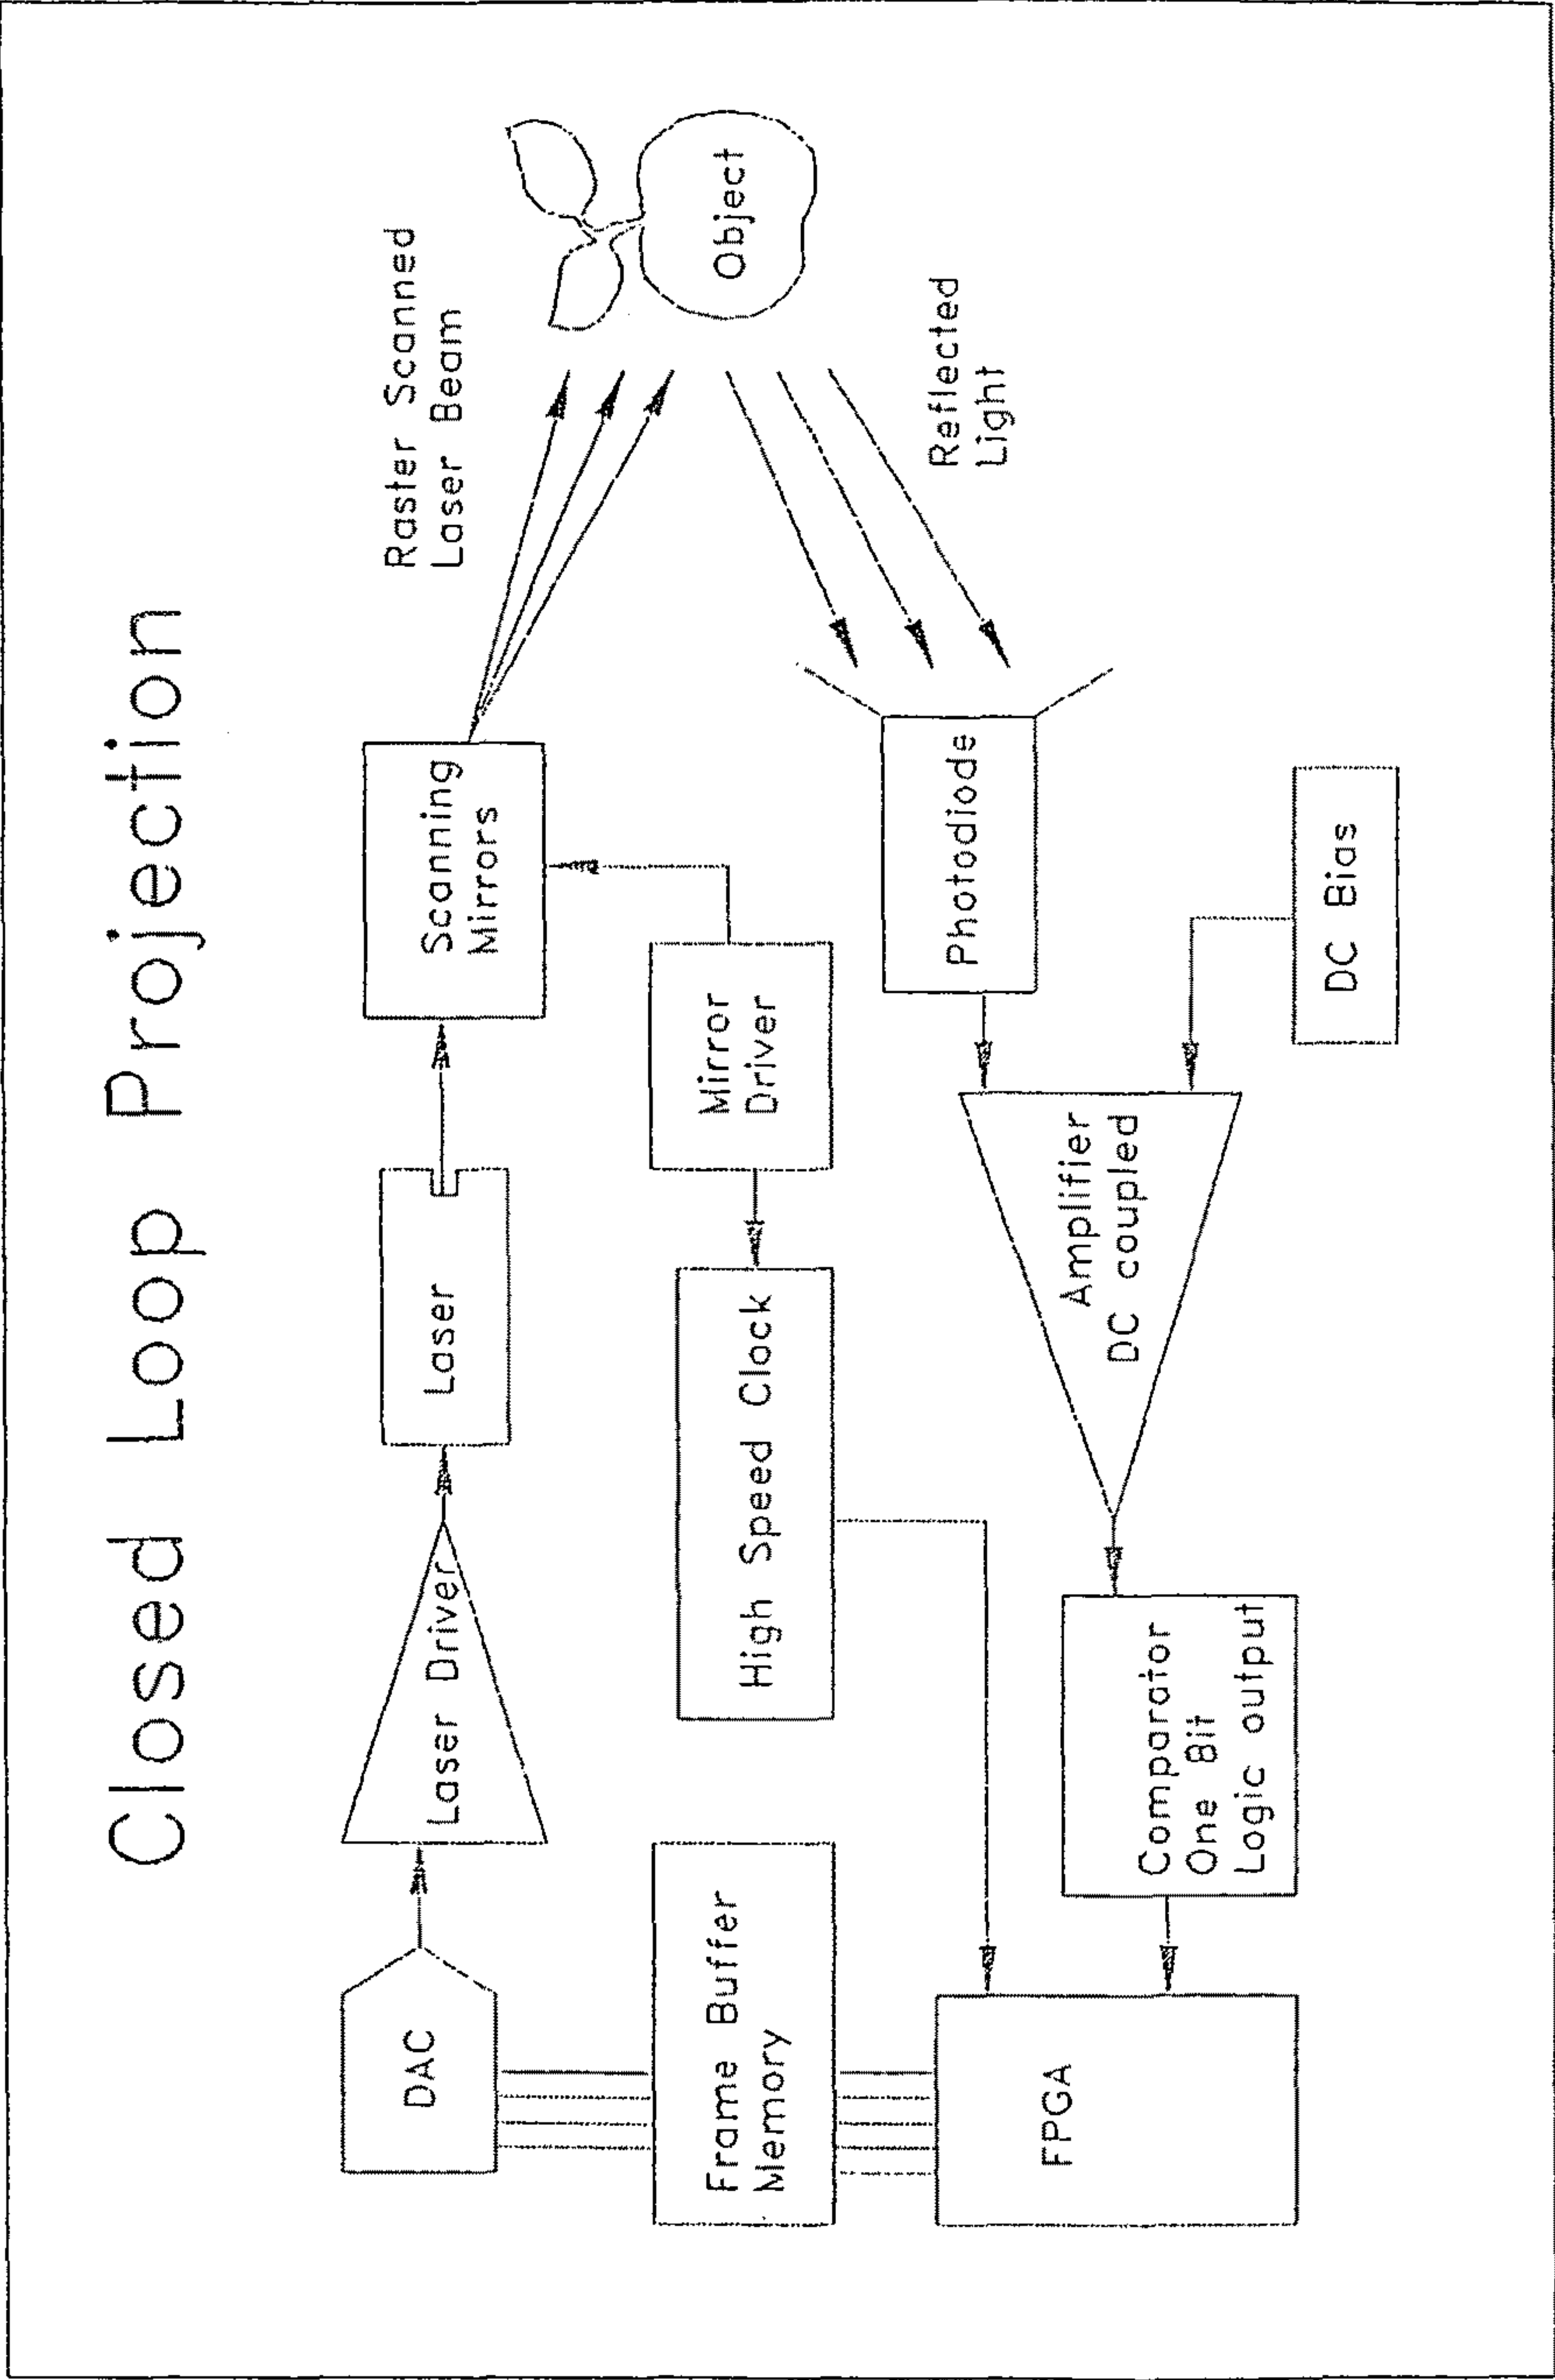 Closed Loop Projection
Raster Scanned
Laser Beam
Object
Reflected
Light
Scanning
Mirrors
Mirror
Driver
Photodiode
DC Bias
Laser
Laser Driver
High Speed Clock
Amplifier
DC coupled
DAC
Frame Buffer
Memory
Comparator
One Bit
Logic output
FPGA